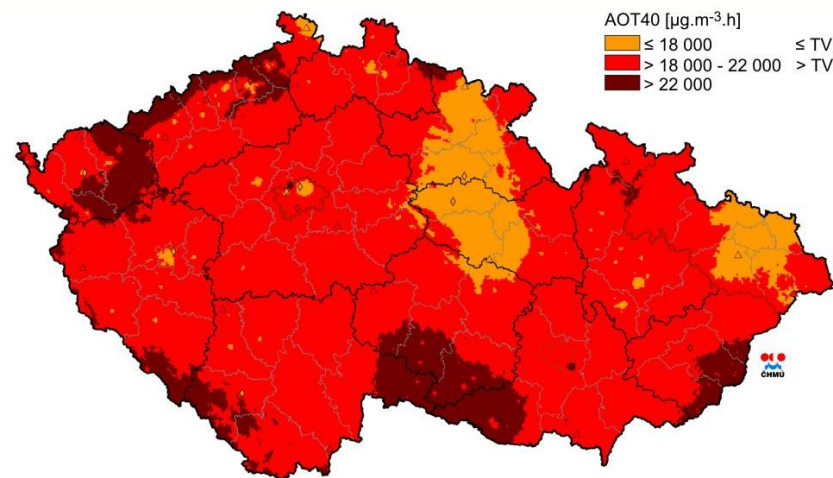 AOT40 [µg.m⁻³.h]
≤ 18 000 ≤ TV
> 18 000 - 22 000 > TV
> 22 000
ČHMÚ